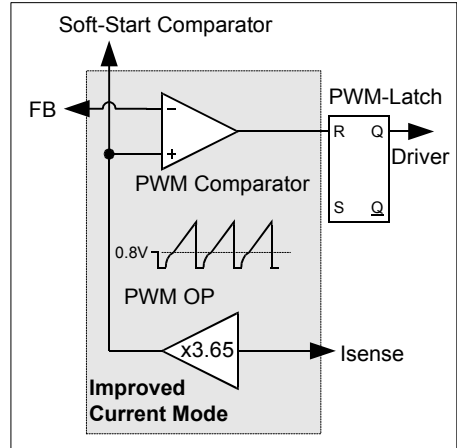 Soft-Start Comparator
FB
PWM-Latch
R Q
Driver
PWM Comparator
S Q
0.8V
PWM OP
x3.65
Isense
Improved
Current Mode